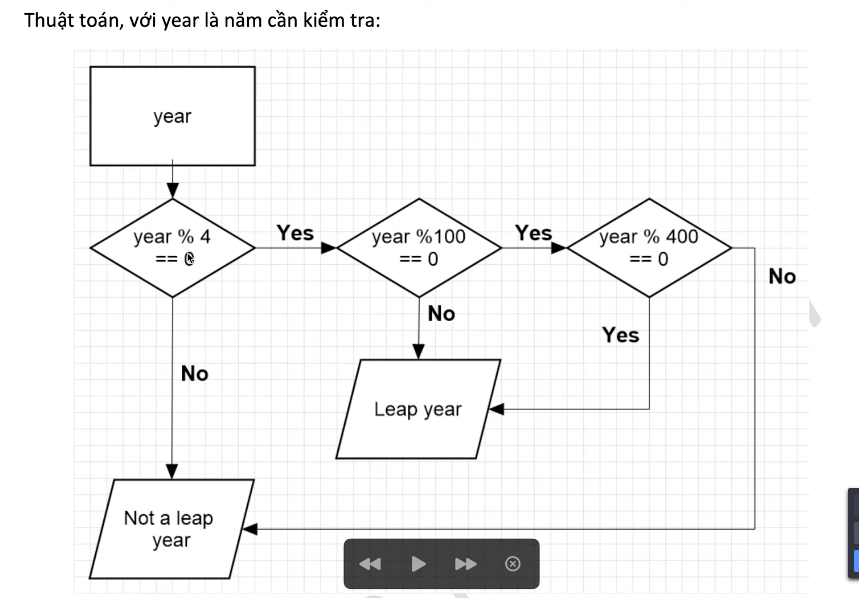 Thuật toán, với year là năm cần kiểm tra:
year
year % 4
== 0
Yes
year %100
== 0
Yes
year % 400
== 0
No
No
Yes
No
Leap year
Not a leap
year